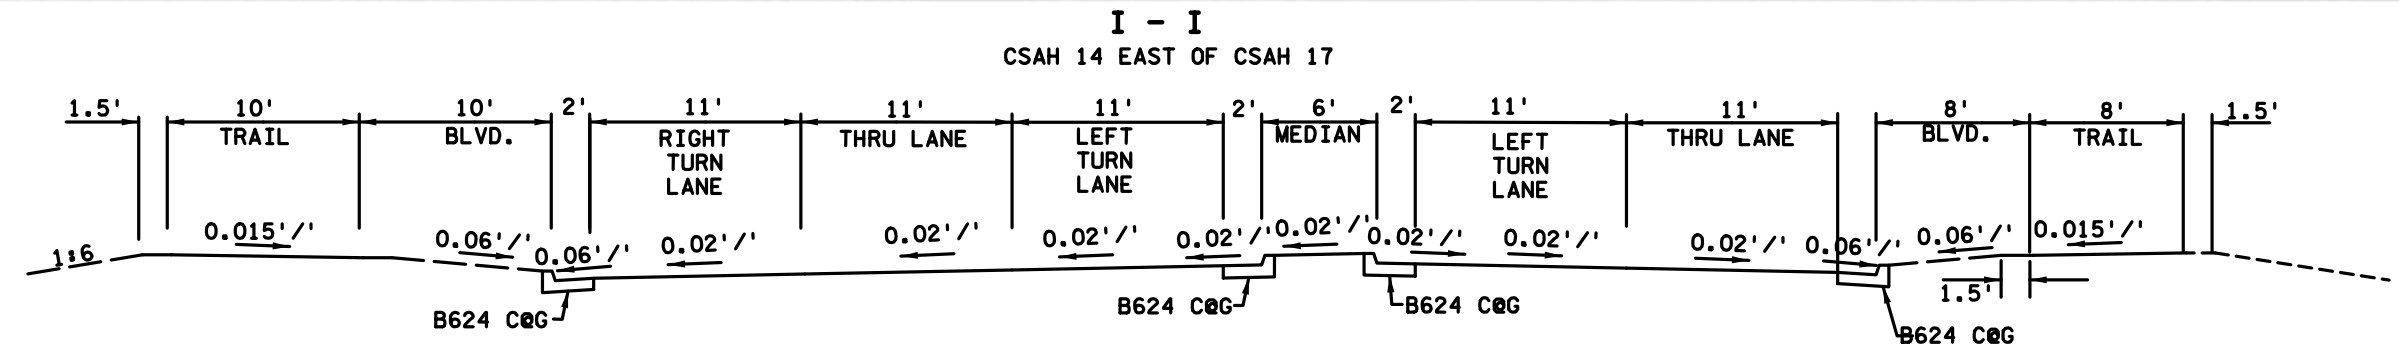 I - I
CSAH 14 EAST OF CSAH 17
1.5' 10' 10' 2' 11' 11' 11' 2' 6' 2' 11' 11' 8' 8' 1.5'
TRAIL BLVD. RIGHT TURN LANE THRU LANE LEFT TURN LANE MEDIAN LEFT TURN LANE THRU LANE BLVD. TRAIL
1:6 0.015'/' 0.06'/' 0.06'/' 0.02'/' 0.02'/' 0.02'/' 0.02'/' 0.02'/' 0.02'/' 0.02'/' 0.02'/' 0.06'/' 0.06'/' 0.015'/'
1.5'
B624 C&G B624 C&G B624 C&G B624 C&G